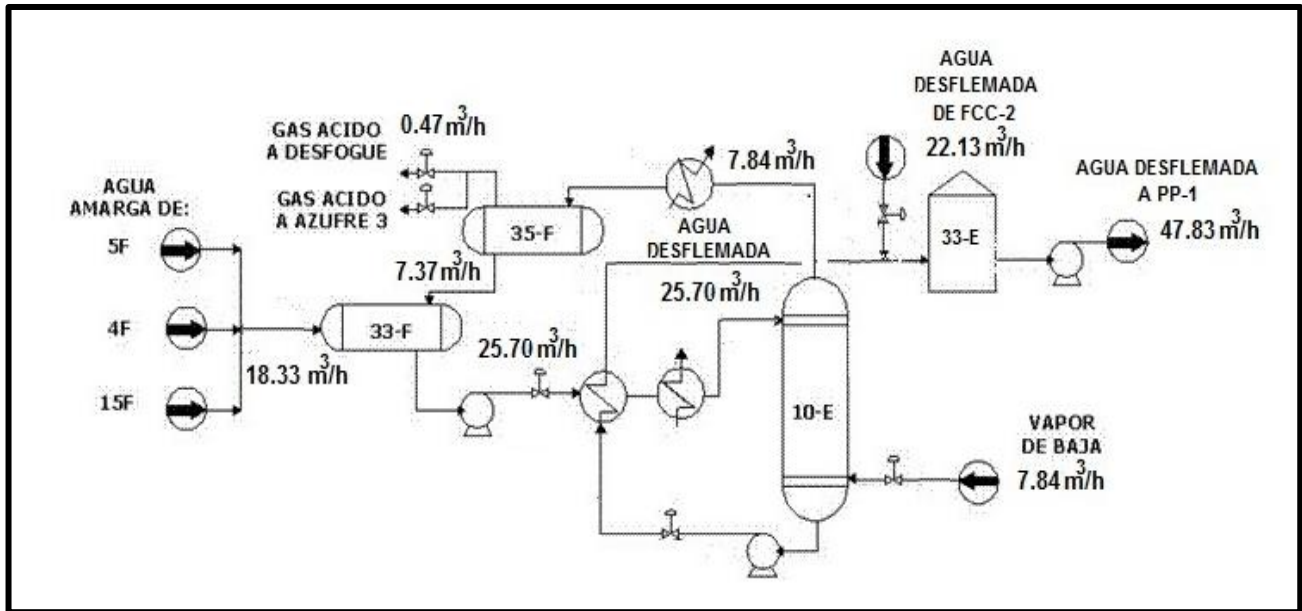 AGUA
AMARGA DE:
5F
4F
15F
18.33 m³/h
GAS ACIDO
A DESFOGUE
0.47 m³/h
GAS ACIDO
A AZUFRE 3
35-F
7.37 m³/h
33-F
25.70 m³/h
7.84 m³/h
AGUA
DESFLEMADA
25.70 m³/h
10-E
AGUA
DESFLEMADA
DE FCC-2
22.13 m³/h
33-E
AGUA DESFLEMADA
A PP-1
47.83 m³/h
VAPOR
DE BAJA
7.84 m³/h